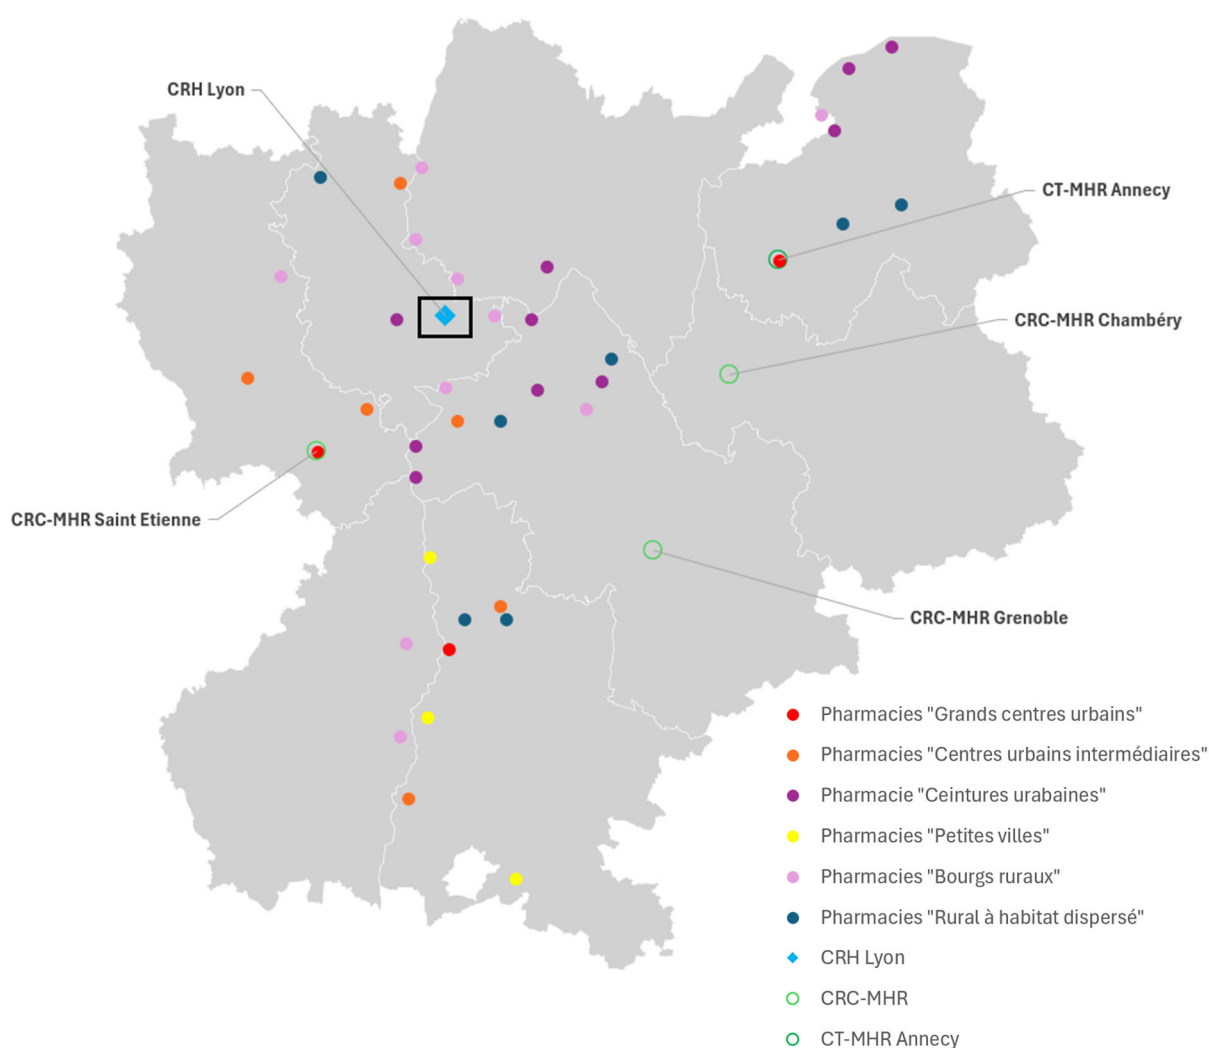 CRH Lyon
CT-MHR Annecy
CRC-MHR Chambéry
CRC-MHR Saint Etienne
CRC-MHR Grenoble
Pharmacies "Grands centres urbains"
Pharmacies "Centres urbains intermédiaires"
Pharmacie "Ceintures urabaines"
Pharmacies "Petites villes"
Pharmacies "Bourgs ruraux"
Pharmacies "Rural à habitat dispersé"
CRH Lyon
CRC-MHR
CT-MHR Annecy